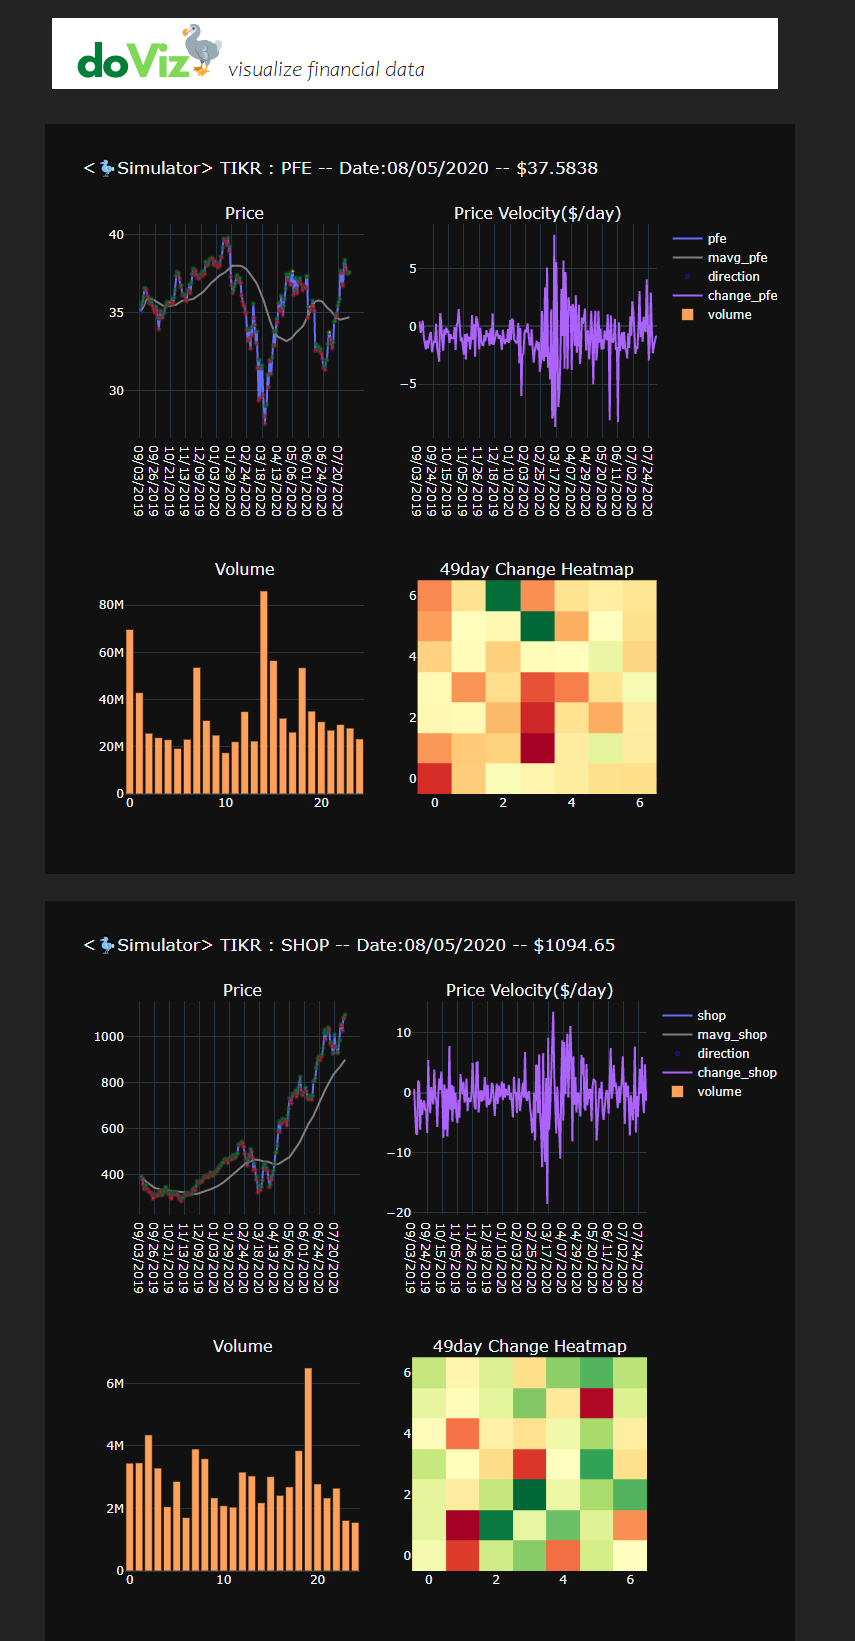 doViz visualize financial data
<Simulator> TIKR : PFE -- Date:08/05/2020 -- $37.5838
Price
40
35
30
09/03/2019 09/26/2019 10/21/2019 11/13/2019 12/09/2019 01/03/2020 01/29/2020 02/24/2020 03/18/2020 04/13/2020 05/06/2020 06/01/2020 06/24/2020 07/20/2020
Price Velocity($/day)
5
0
−5
09/03/2019 09/24/2019 10/15/2019 11/05/2019 11/26/2019 12/18/2019 01/10/2020 02/03/2020 02/25/2020 03/17/2020 04/07/2020 04/29/2020 05/20/2020 06/11/2020 07/02/2020 07/24/2020
pfe
mavg_pfe
direction
change_pfe
volume
Volume
80M
60M
40M
20M
0
0 10 20
49day Change Heatmap
6
4
2
0
0 2 4 6
<Simulator> TIKR : SHOP -- Date:08/05/2020 -- $1094.65
Price
1000
800
600
400
09/03/2019 09/26/2019 10/21/2019 11/13/2019 12/09/2019 01/03/2020 01/29/2020 02/24/2020 03/18/2020 04/13/2020 05/06/2020 06/01/2020 06/24/2020 07/20/2020
Price Velocity($/day)
10
0
−10
−20
09/03/2019 09/24/2019 10/15/2019 11/05/2019 11/26/2019 12/18/2019 01/10/2020 02/03/2020 02/25/2020 03/17/2020 04/07/2020 04/29/2020 05/20/2020 06/11/2020 07/02/2020 07/24/2020
shop
mavg_shop
direction
change_shop
volume
Volume
6M
4M
2M
0
0 10 20
49day Change Heatmap
6
4
2
0
0 2 4 6